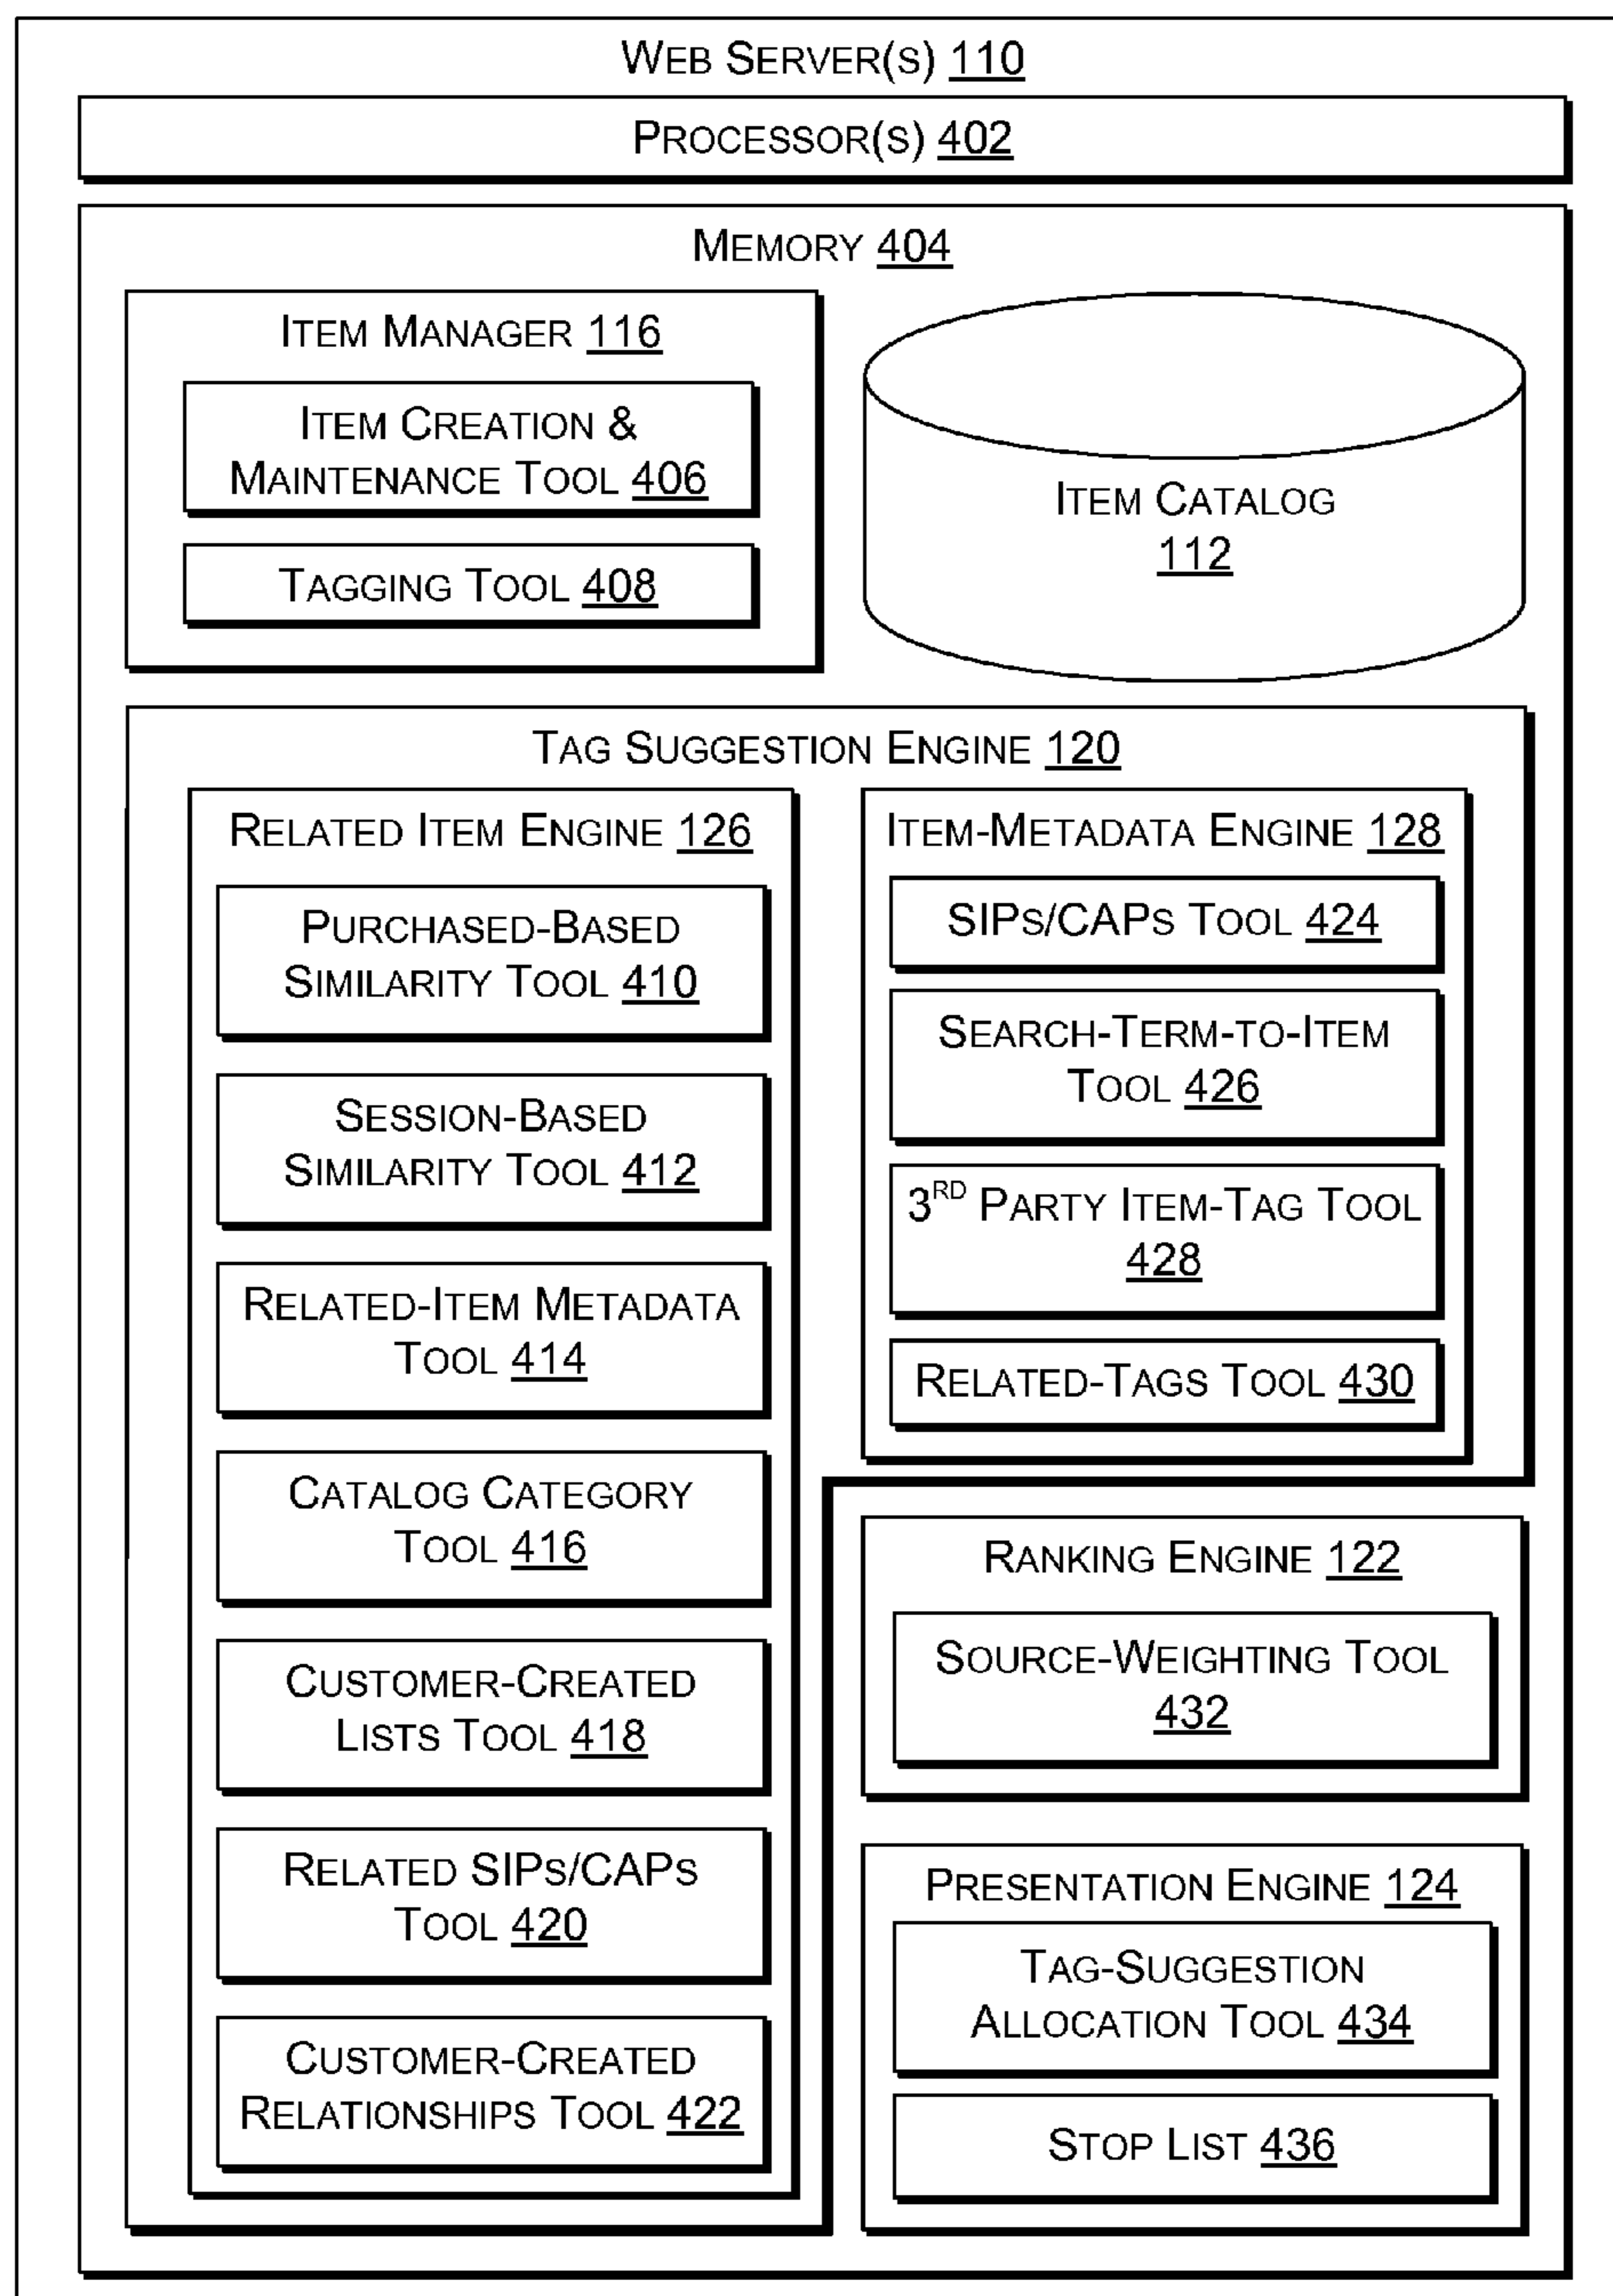 WEB SERVER(S) 110
PROCESSOR(S) 402
MEMORY 404
ITEM MANAGER 116
ITEM CREATION &
MAINTENANCE TOOL 406
TAGGING TOOL 408
ITEM CATALOG
112
TAG SUGGESTION ENGINE 120
RELATED ITEM ENGINE 126
PURCHASED-BASED
SIMILARITY TOOL 410
SESSION-BASED
SIMILARITY TOOL 412
RELATED-ITEM METADATA
TOOL 414
CATALOG CATEGORY
TOOL 416
CUSTOMER-CREATED
LISTS TOOL 418
RELATED SIPS/CAPS
TOOL 420
CUSTOMER-CREATED
RELATIONSHIPS TOOL 422
ITEM-METADATA ENGINE 128
SIPS/CAPS TOOL 424
SEARCH-TERM-TO-ITEM
TOOL 426
3RD PARTY ITEM-TAG TOOL
428
RELATED-TAGS TOOL 430
RANKING ENGINE 122
SOURCE-WEIGHTING TOOL
432
PRESENTATION ENGINE 124
TAG-SUGGESTION
ALLOCATION TOOL 434
STOP LIST 436